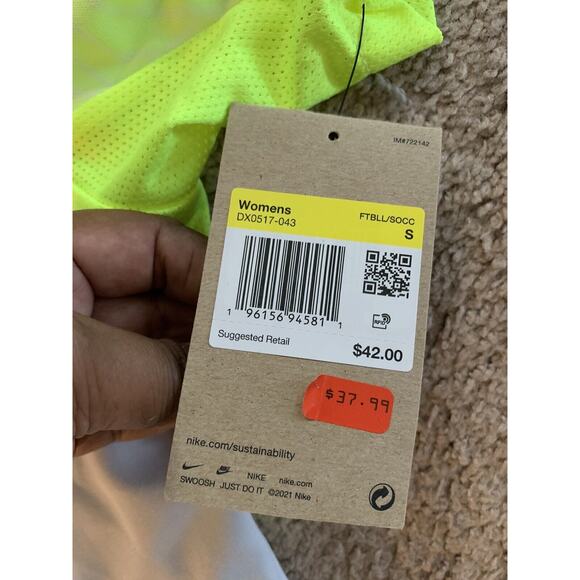 IM#722142
Womens
DX0517-043
FTBLL/SOCC
S
1 96156 94581 1
RFID
Suggested Retail
$42.00
$37.99
nike.com/sustainability
NIKE nike.com
SWOOSH JUST DO IT ©2021 Nike